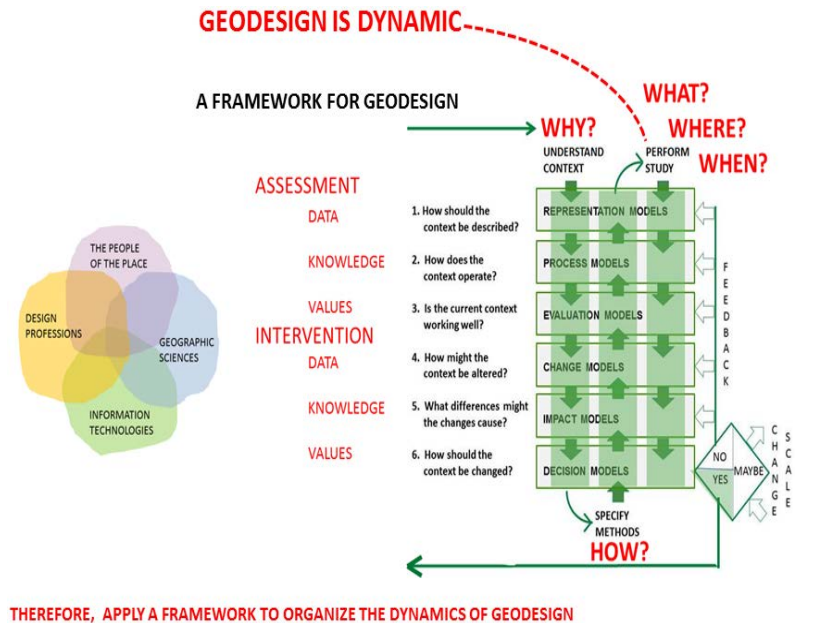 GEODESIGN IS DYNAMIC
A FRAMEWORK FOR GEODESIGN
WHAT?
WHERE?
WHEN?
WHY?
UNDERSTAND
CONTEXT
PERFORM
STUDY
ASSESSMENT
DATA
1. How should the
context be described?
REPRESENTATION MODELS
KNOWLEDGE
2. How does the
context operate?
PROCESS MODELS
VALUES
3. Is the current context
working well?
EVALUATION MODELS
INTERVENTION
DATA
4. How might the
context be altered?
CHANGE MODELS
KNOWLEDGE
5. What differences might
the changes cause?
IMPACT MODELS
VALUES
6. How should the
context be changed?
DECISION MODELS
THE PEOPLE
OF THE PLACE
DESIGN
PROFESSIONS
GEOGRAPHIC
SCIENCES
INFORMATION
TECHNOLOGIES
FEEDBACK
NO
YES
MAYBE
CHANGE
SCALE
SPECIFY
METHODS
HOW?
THEREFORE, APPLY A FRAMEWORK TO ORGANIZE THE DYNAMICS OF GEODESIGN